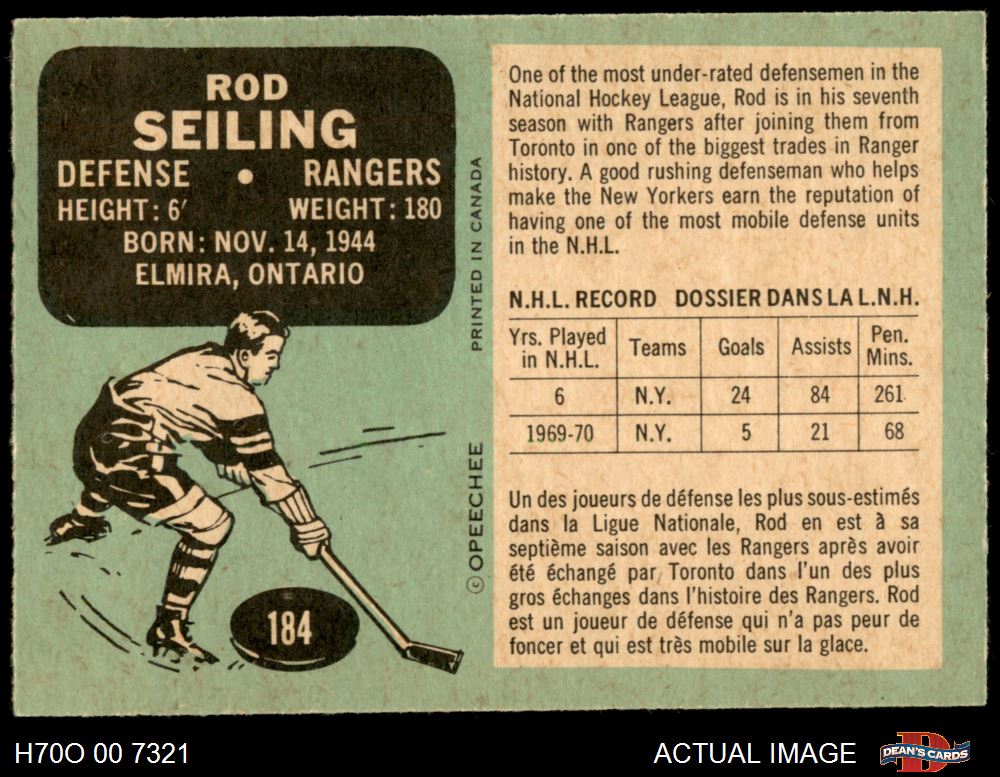 ROD
SEILING
DEFENSE • RANGERS
HEIGHT: 6′ WEIGHT: 180
BORN: NOV. 14, 1944
ELMIRA, ONTARIO
PRINTED IN CANADA
© OPEECHEE
184
One of the most under-rated defensemen in the
National Hockey League, Rod is in his seventh
season with Rangers after joining them from
Toronto in one of the biggest trades in Ranger
history. A good rushing defenseman who helps
make the New Yorkers earn the reputation of
having one of the most mobile defense units
in the N.H.L.
N.H.L. RECORD DOSSIER DANS LA L.N.H.
Yrs. Played in N.H.L. Teams Goals Assists Pen. Mins.
6 N.Y. 24 84 261
1969-70 N.Y. 5 21 68
Un des joueurs de défense les plus sous-estimés
dans la Ligue Nationale, Rod en est à sa
septième saison avec les Rangers après avoir
été échangé par Toronto dans l'un des plus
gros échanges dans l'histoire des Rangers. Rod
est un joueur de défense qui n'a pas peur de
foncer et qui est très mobile sur la glace.
H70O 00 7321
ACTUAL IMAGE
D
DEAN'S CARDS